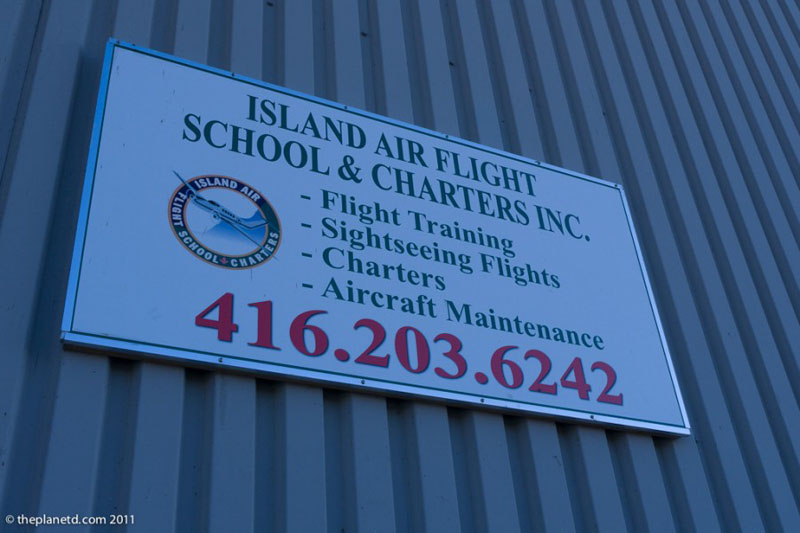 ISLAND AIR FLIGHT
SCHOOL & CHARTERS INC.
ISLAND AIR
FLIGHT SCHOOL CHARTERS
- Flight Training
- Sightseeing Flights
- Charters
- Aircraft Maintenance
416.203.6242
© theplanetd.com 2011